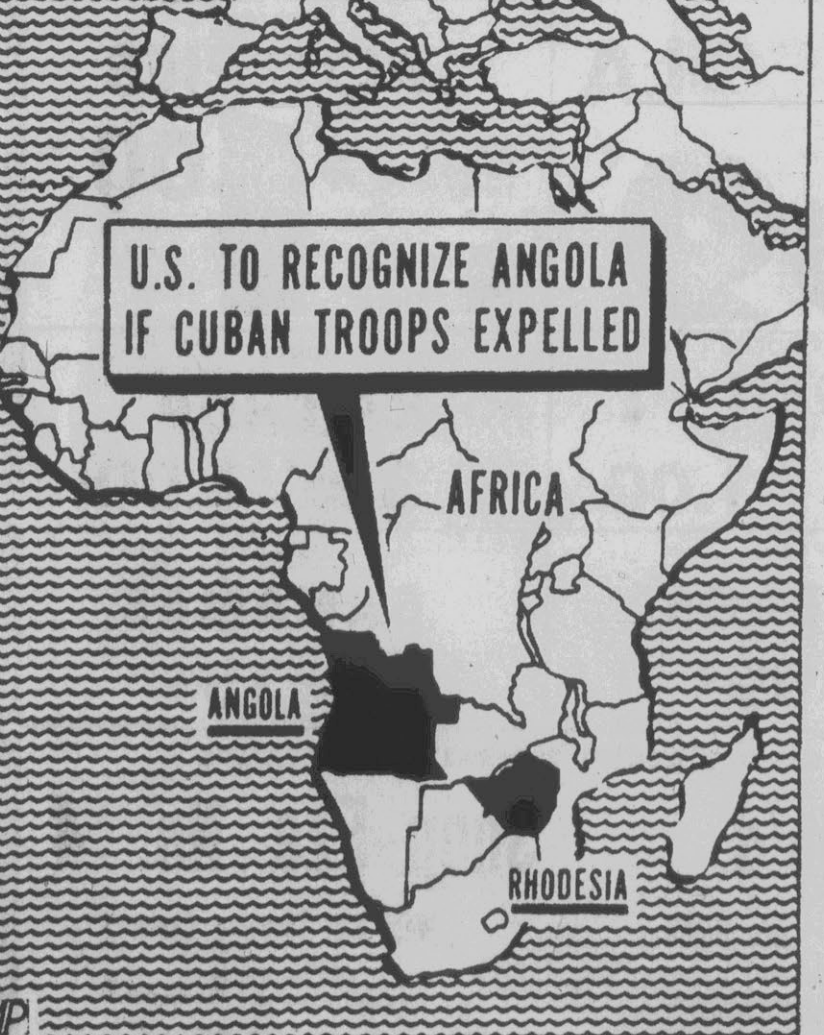 U.S. TO RECOGNIZE ANGOLA
IF CUBAN TROOPS EXPELLED
AFRICA
ANGOLA
RHODESIA